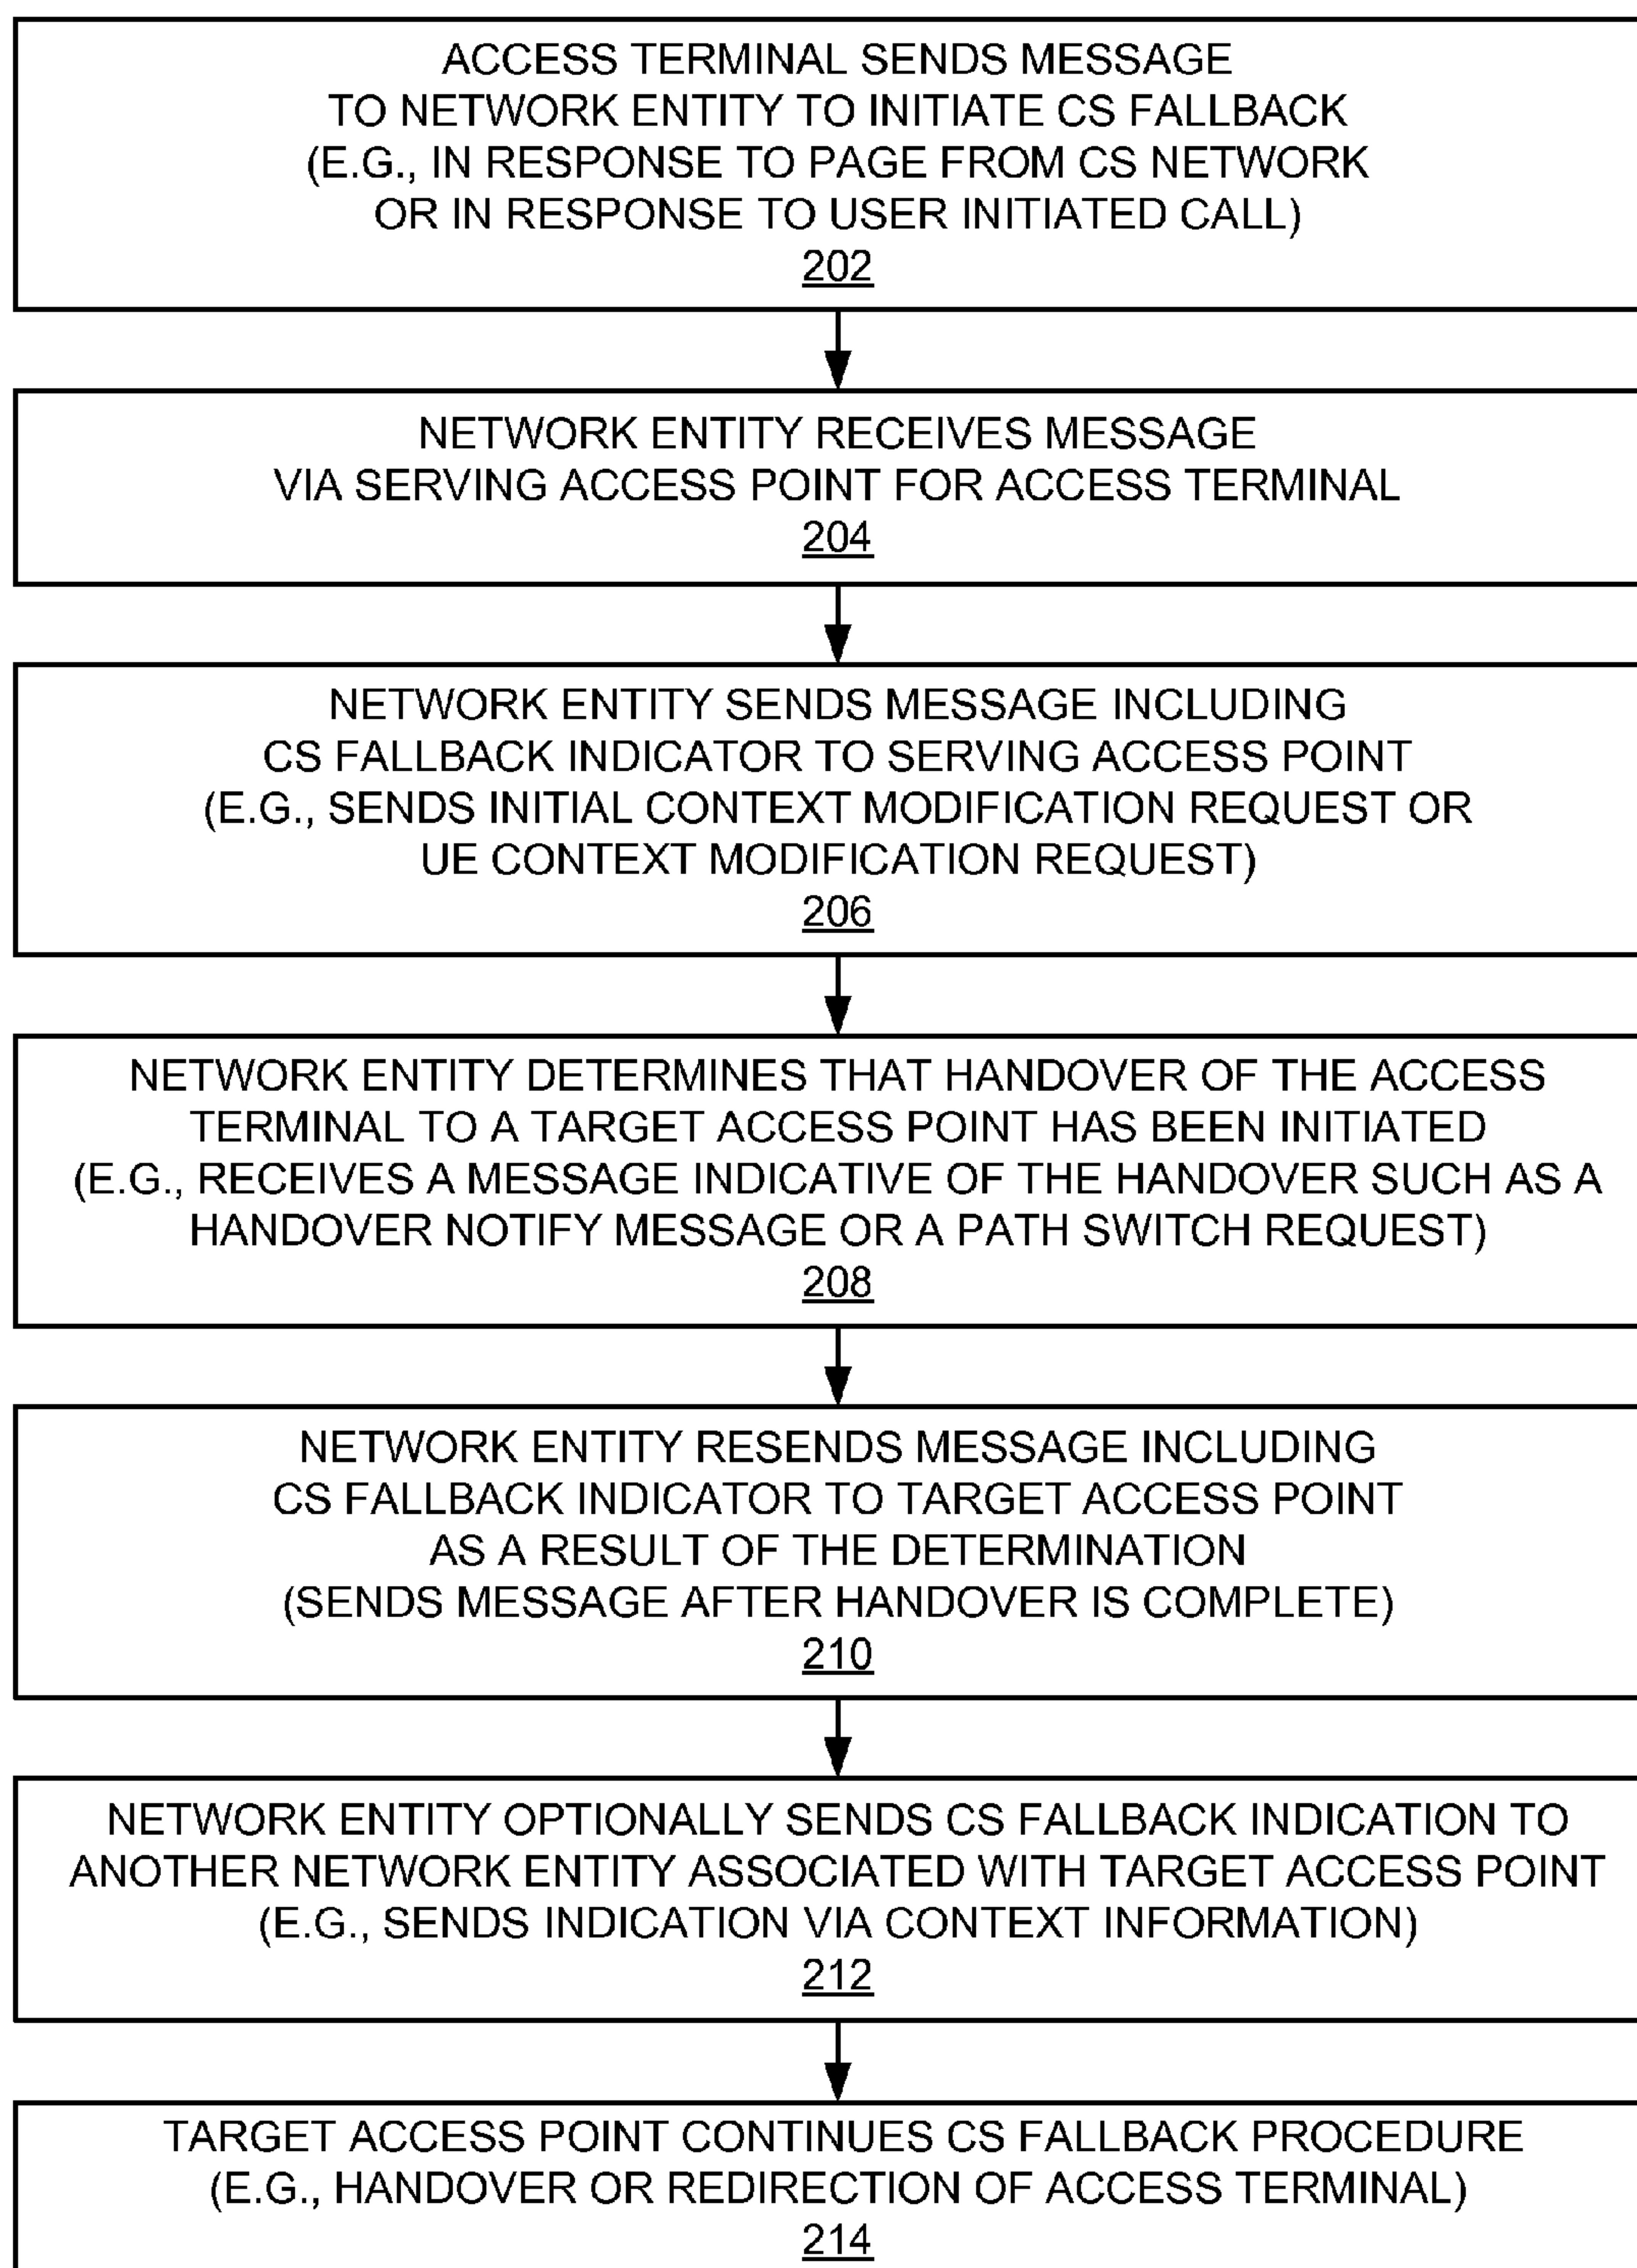 ACCESS TERMINAL SENDS MESSAGE
TO NETWORK ENTITY TO INITIATE CS FALLBACK
(E.G., IN RESPONSE TO PAGE FROM CS NETWORK
OR IN RESPONSE TO USER INITIATED CALL)
202
NETWORK ENTITY RECEIVES MESSAGE
VIA SERVING ACCESS POINT FOR ACCESS TERMINAL
204
NETWORK ENTITY SENDS MESSAGE INCLUDING
CS FALLBACK INDICATOR TO SERVING ACCESS POINT
(E.G., SENDS INITIAL CONTEXT MODIFICATION REQUEST OR
UE CONTEXT MODIFICATION REQUEST)
206
NETWORK ENTITY DETERMINES THAT HANDOVER OF THE ACCESS
TERMINAL TO A TARGET ACCESS POINT HAS BEEN INITIATED
(E.G., RECEIVES A MESSAGE INDICATIVE OF THE HANDOVER SUCH AS A
HANDOVER NOTIFY MESSAGE OR A PATH SWITCH REQUEST)
208
NETWORK ENTITY RESENDS MESSAGE INCLUDING
CS FALLBACK INDICATOR TO TARGET ACCESS POINT
AS A RESULT OF THE DETERMINATION
(SENDS MESSAGE AFTER HANDOVER IS COMPLETE)
210
NETWORK ENTITY OPTIONALLY SENDS CS FALLBACK INDICATION TO
ANOTHER NETWORK ENTITY ASSOCIATED WITH TARGET ACCESS POINT
(E.G., SENDS INDICATION VIA CONTEXT INFORMATION)
212
TARGET ACCESS POINT CONTINUES CS FALLBACK PROCEDURE
(E.G., HANDOVER OR REDIRECTION OF ACCESS TERMINAL)
214